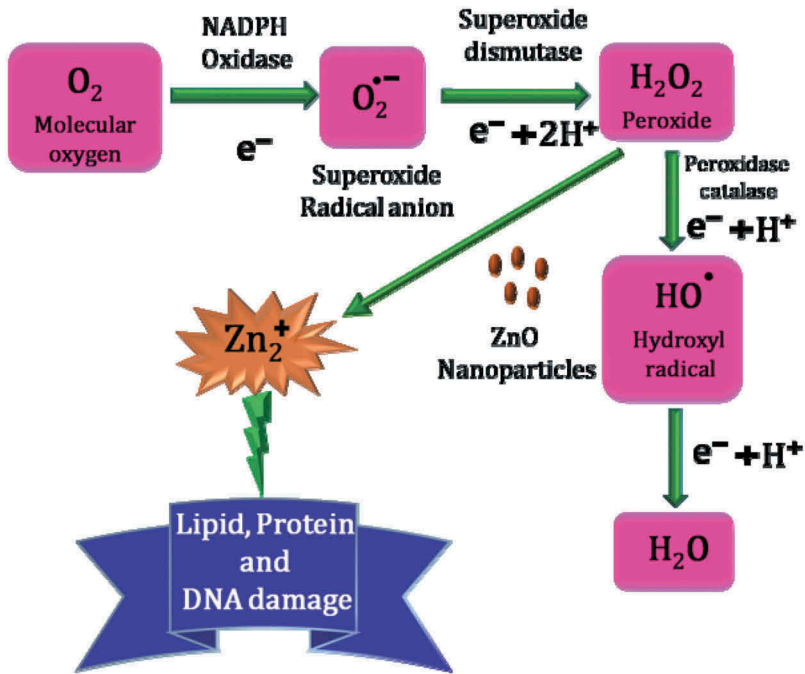 NADPH
Oxidase
Superoxide
dismutase
O₂
Molecular
oxygen
e⁻
O₂•⁻
Superoxide
Radical anion
e⁻+2H⁺
H₂O₂
Peroxide
Peroxidase
catalase
e⁻+H⁺
HO•
Hydroxyl
radical
ZnO
Nanoparticles
Zn₂⁺
e⁻+H⁺
H₂O
Lipid, Protein
and
DNA damage